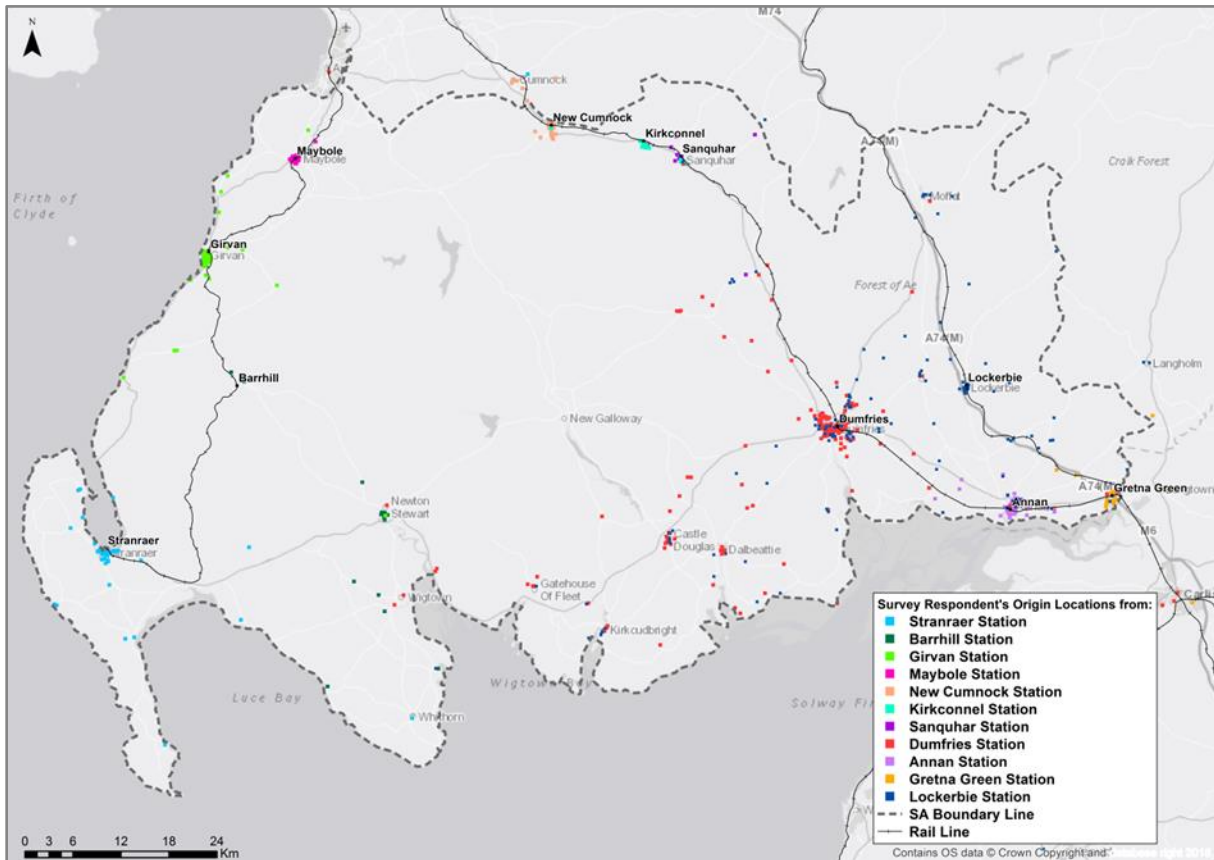 N
M74
Cumnock
New Cumnock
Kirkconnel
Sanquhar
Sanquhar
A74(M)
Craik Forest
Maybole
Maybole
Firth of
Clyde
Moffat
Girvan
Girvan
Forest of Ae
A74(M)
Langholm
Barrhill
Lockerbie
Lockerbie
New Galloway
Dumfries
Newton
Stewart
A74(M)
Gretna Green
Annan
Stranraer
Stranraer
Castle
Douglas
Dalbeattie
M6
Gatehouse
Of Fleet
Wigtown
Kirkcudbright
Luce Bay
Wigtown Bay
Whithorn
Solway
Survey Respondent's Origin Locations from:
Stranraer Station
Barrhill Station
Girvan Station
Maybole Station
New Cumnock Station
Kirkconnel Station
Sanquhar Station
Dumfries Station
Annan Station
Gretna Green Station
Lockerbie Station
SA Boundary Line
Rail Line
0 3 6 12 18 24
Km
Contains OS data © Crown Copyright and database right 2018